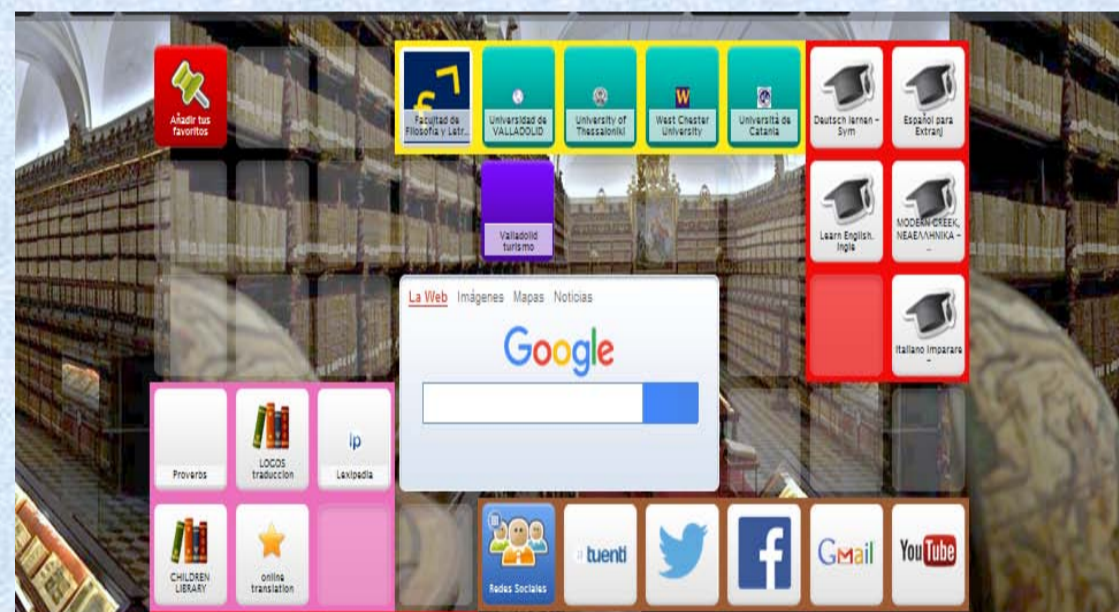 Añadir tus
favoritos
Facultad de
Filosofía y Letr...
Universidad de
VALLADOLID
University of
Thessaloniki
W
West Chester
University
Università de
Catania
Deutsch lernen -
Sym
Español para
Extranj
Valladolid
turismo
Learn English.
Ingle
MODERN GREEK,
ΝΕΑΕΛΛΗΝΙΚΑ -
...
La Web Imágenes Mapas Noticias
Google
Italiano Imparare
-
Proverbs
LOGOS
traduccion
lp
Lexipedia
CHILDREN
LIBRARY
online
translation
Redes Sociales
tuenti
f
GMail
YouTube